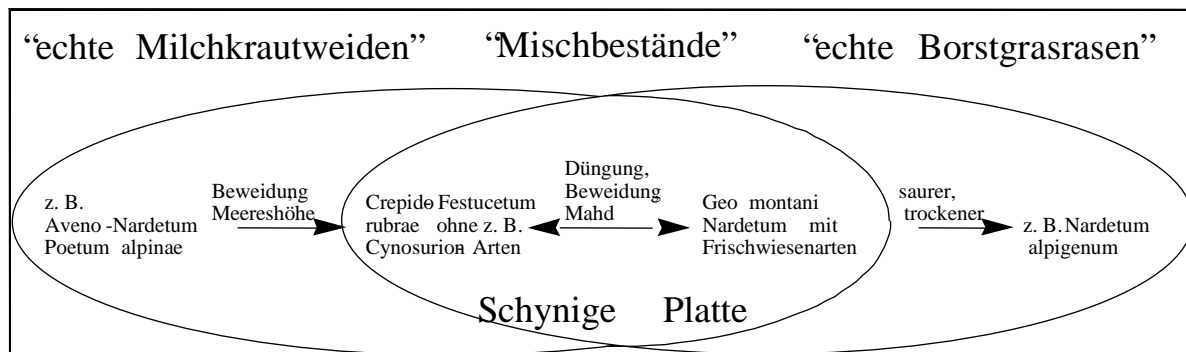 “echte Milchkrautweiden” “Mischbestände” “echte Borstgrasrasen”
z. B.
Aveno-Nardetum
Poetum alpinae
Beweidung,
Meereshöhe
Crepido-Festucetum
rubrae ohne z. B.
Cynosurion-Arten
Düngung,
Beweidung,
Mahd
Geo montani
Nardetum mit
Frischwiesenarten
saurer,
trockener
z. B. Nardetum
alpigenum
Schynige Platte